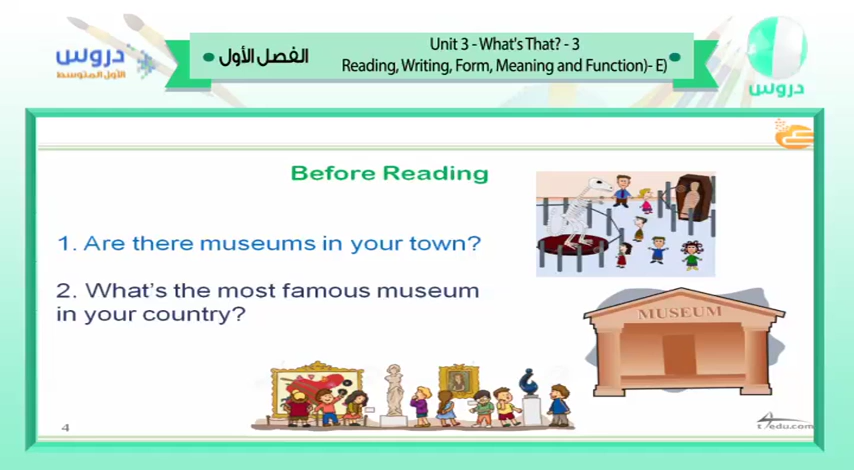 دروس
الأول المتوسط
الفصل الأول
Unit 3 - What's That? - 3
Reading, Writing, Form, Meaning and Function)- E)
دروس
Before Reading
1. Are there museums in your town?
2. What's the most famous museum
in your country?
MUSEUM
4
edu.com